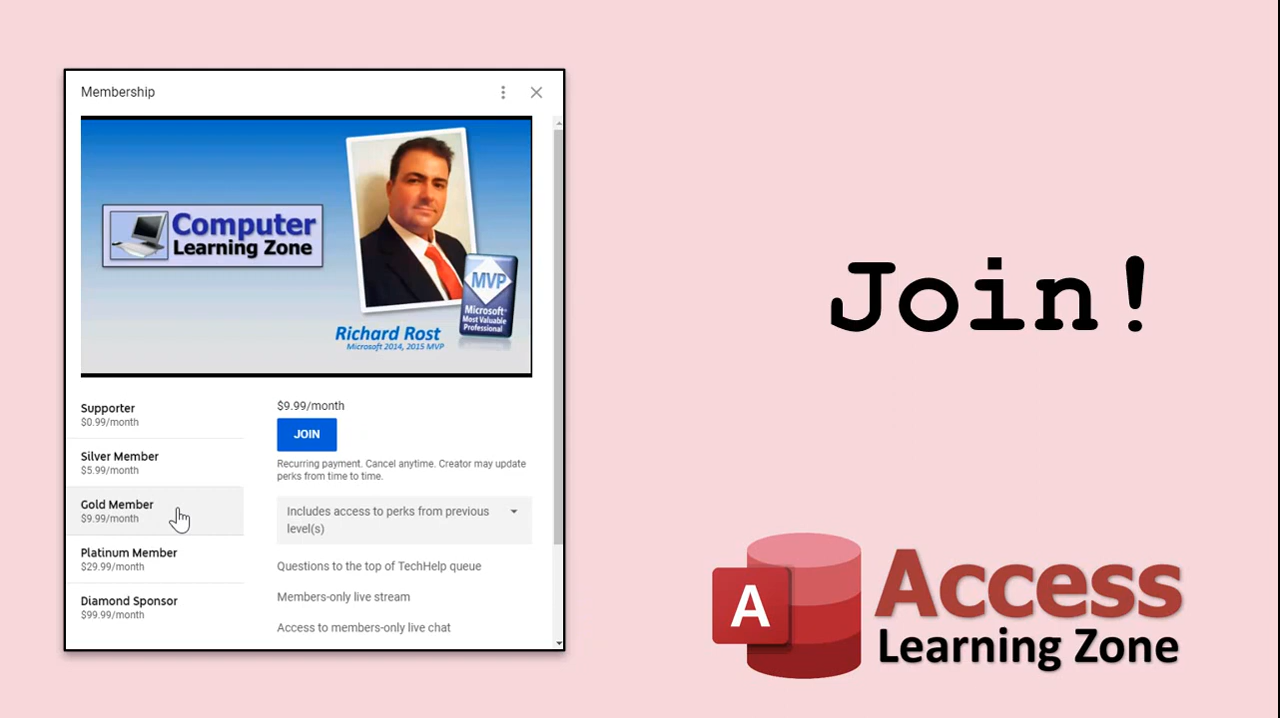 Membership
Computer
Learning Zone
MVP
Microsoft®
Most Valuable
Professional
Richard Rost
Microsoft 2014, 2015 MVP
Supporter
$0.99/month
Silver Member
$5.99/month
Gold Member
$9.99/month
Platinum Member
$29.99/month
Diamond Sponsor
$99.99/month
$9.99/month
JOIN
Recurring payment. Cancel anytime. Creator may update
perks from time to time.
Includes access to perks from previous
level(s)
Questions to the top of TechHelp queue
Members-only live stream
Access to members-only live chat
Join!
A
Access
Learning Zone